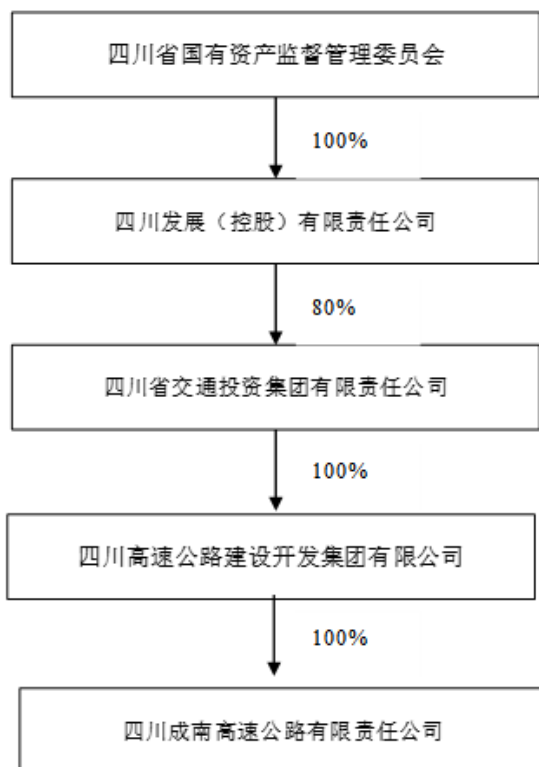 四川省国有资产监督管理委员会
100%
四川发展（控股）有限责任公司
80%
四川省交通投资集团有限责任公司
100%
四川高速公路建设开发集团有限公司
100%
四川成南高速公路有限责任公司